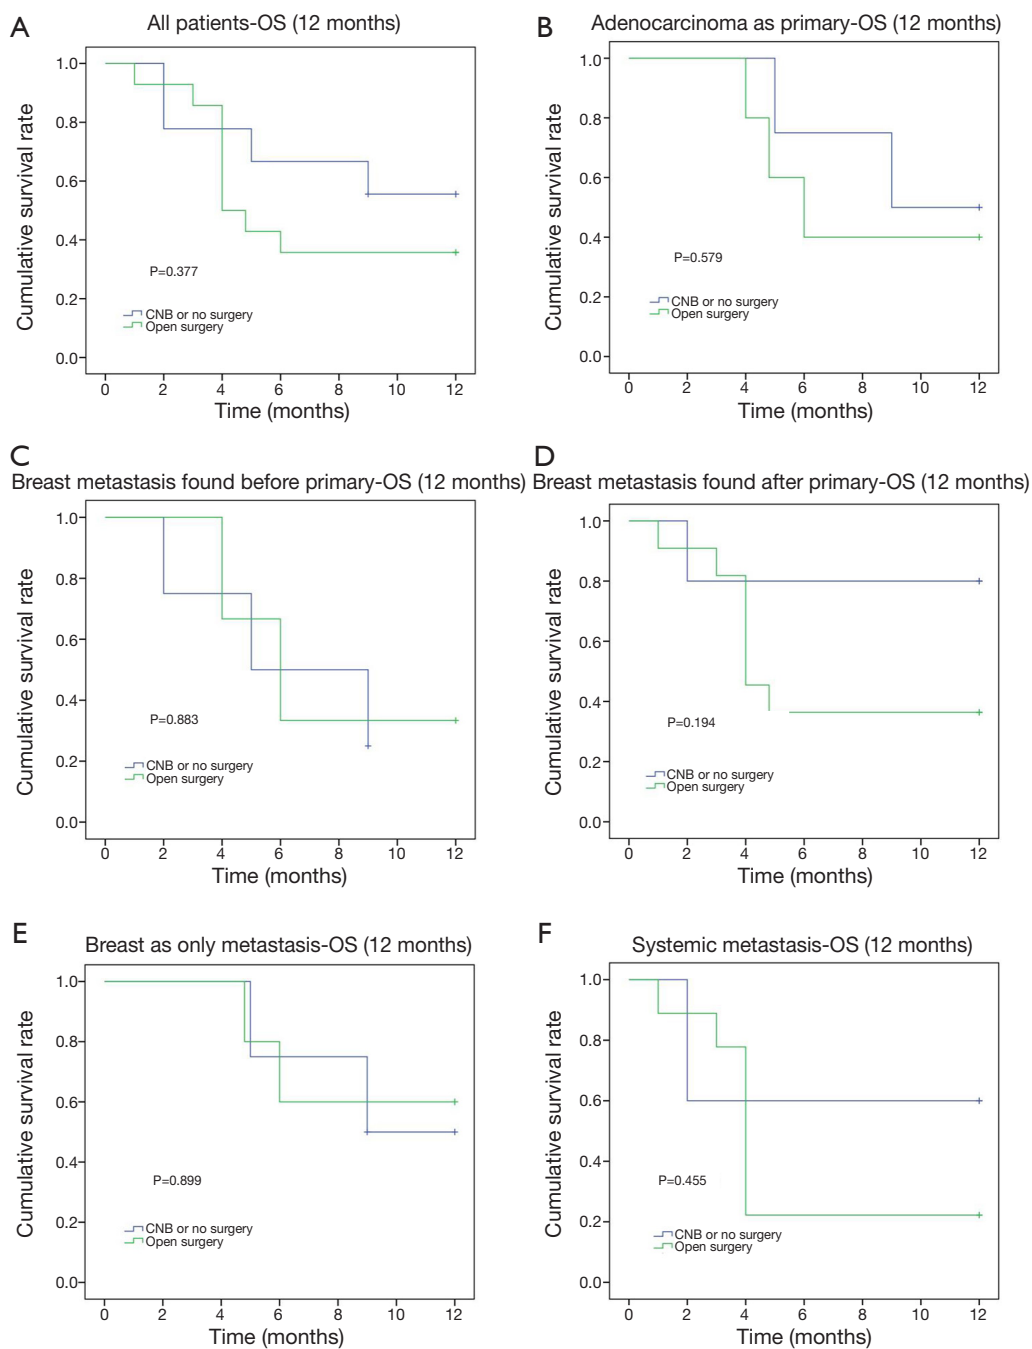 A
All patients-OS (12 months)
Cumulative survival rate
1.0
0.8
0.6
0.4
0.2
0.0
P=0.377
CNB or no surgery
Open surgery
0 2 4 6 8 10 12
Time (months)
B
Adenocarcinoma as primary-OS (12 months)
Cumulative survival rate
1.0
0.8
0.6
0.4
0.2
0.0
P=0.579
CNB or no surgery
Open surgery
0 2 4 6 8 10 12
Time (months)
C
Breast metastasis found before primary-OS (12 months)
Cumulative survival rate
1.0
0.8
0.6
0.4
0.2
0.0
P=0.883
CNB or no surgery
Open surgery
0 2 4 6 8 10 12
Time (months)
D
Breast metastasis found after primary-OS (12 months)
Cumulative survival rate
1.0
0.8
0.6
0.4
0.2
0.0
P=0.194
CNB or no surgery
Open surgery
0 2 4 6 8 10 12
Time (months)
E
Breast as only metastasis-OS (12 months)
Cumulative survival rate
1.0
0.8
0.6
0.4
0.2
0.0
P=0.899
CNB or no surgery
Open surgery
0 2 4 6 8 10 12
Time (months)
F
Systemic metastasis-OS (12 months)
Cumulative survival rate
1.0
0.8
0.6
0.4
0.2
0.0
P=0.455
CNB or no surgery
Open surgery
0 2 4 6 8 10 12
Time (months)